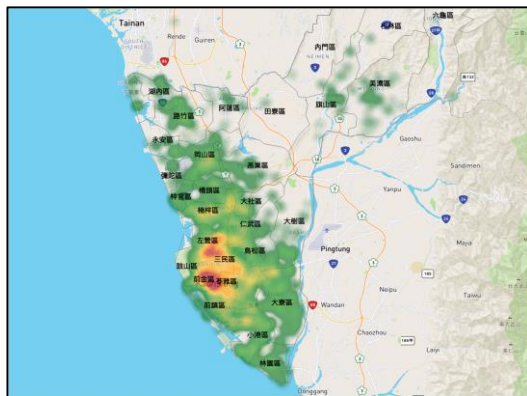 Tainan
Rende
Guiren
六龜區
內門區
美濃區
旗山區
湖內區
阿蓮區
田寮區
路竹區
永安區
岡山區
燕巢區
彌陀區
梓官區
橋頭區
大社區
楠梓區
仁武區
大樹區
左營區
鳥松區
三民區
鼓山區
前金區
苓雅區
前鎮區
大寮區
小港區
林園區
Gaoshu
Sandimen
Yanpu
Pingtung
Maja
Neipu
Taiwu
Wandan
Chaozhou
Laiyi
Donggang